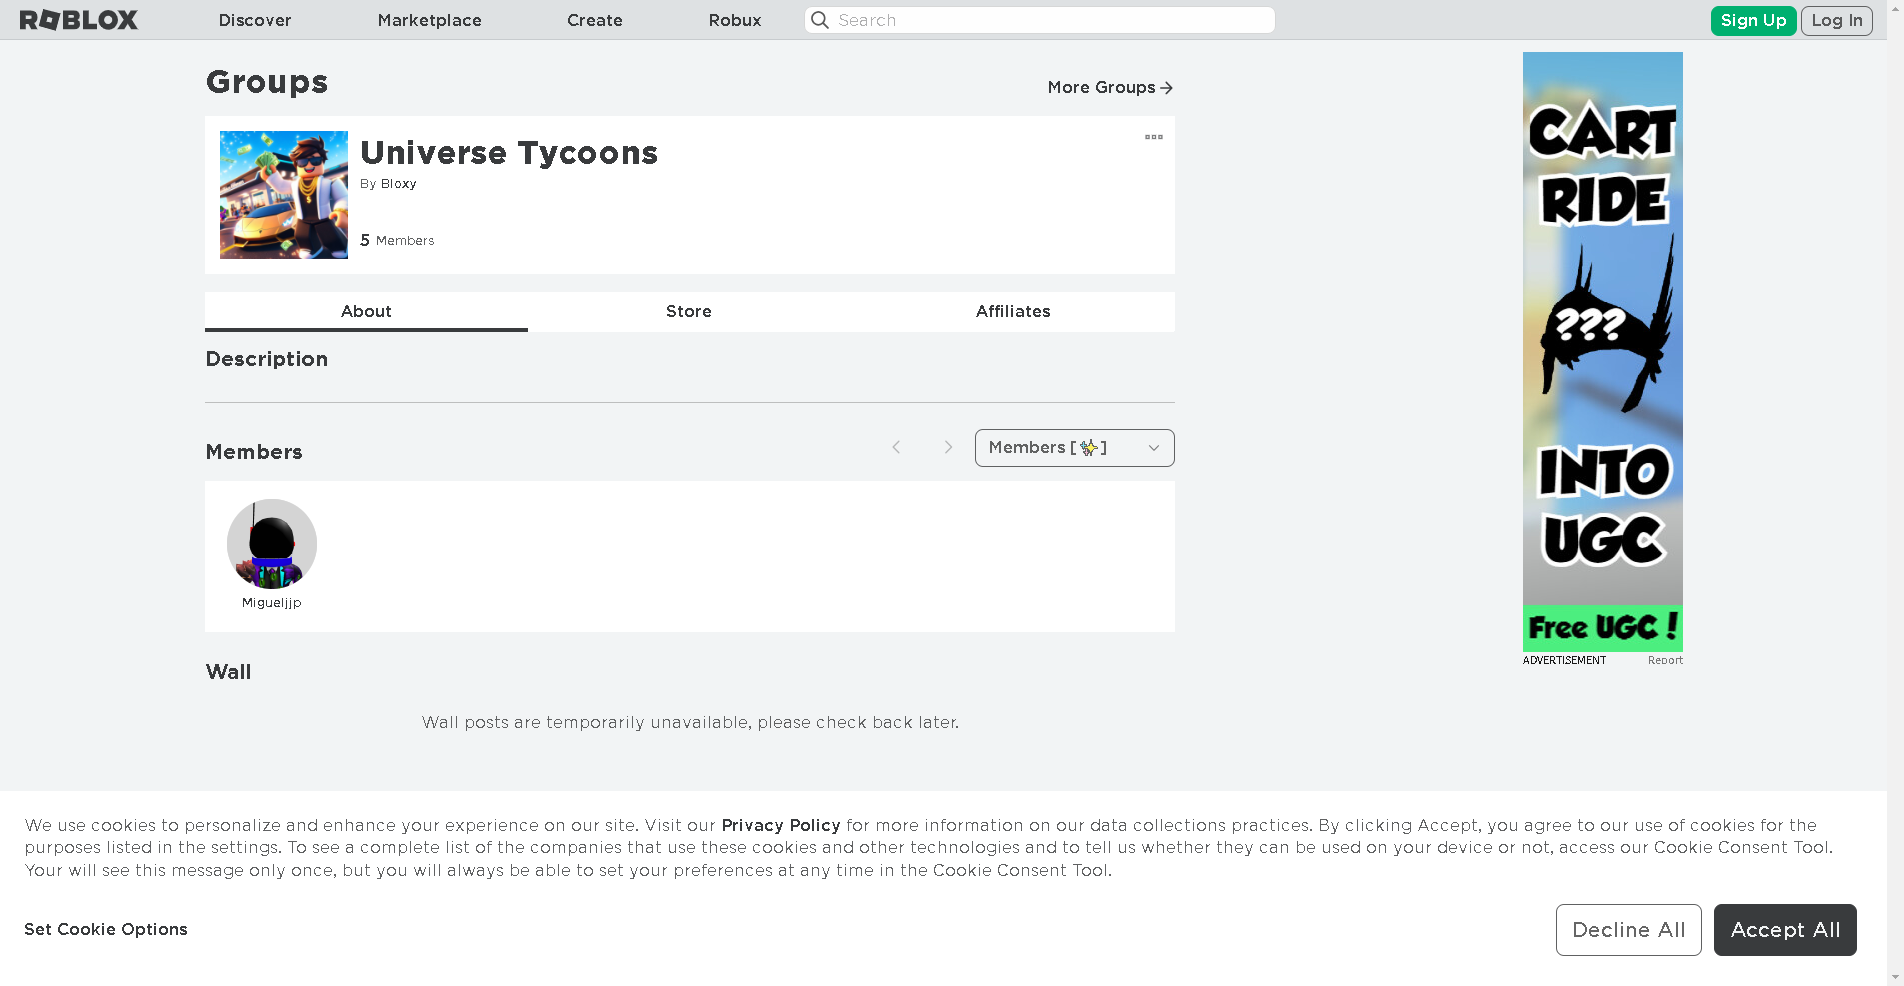 ROBLOX
Discover
Marketplace
Create
Robux
Search
Sign Up
Log In
Groups
More Groups
Universe Tycoons
By Bloxy
5 Members
About
Store
Affiliates
Description
Members
Members [✨]
Migueljjp
Wall
Wall posts are temporarily unavailable, please check back later.
CART
RIDE
???
INTO
UGC
Free UGC !
ADVERTISEMENT
Report
We use cookies to personalize and enhance your experience on our site. Visit our Privacy Policy for more information on our data collections practices. By clicking Accept, you agree to our use of cookies for the
purposes listed in the settings. To see a complete list of the companies that use these cookies and other technologies and to tell us whether they can be used on your device or not, access our Cookie Consent Tool.
Your will see this message only once, but you will always be able to set your preferences at any time in the Cookie Consent Tool.
Set Cookie Options
Decline All
Accept All